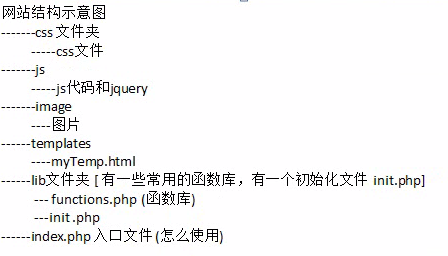 网站结构示意图
-------css 文件夹
-----css文件
-------js
-----js代码和jquery
-------image
----图片
------templates
----myTemp.html
------lib文件夹 [ 有一些常用的函数库，有一个初始化文件 init.php]
--- functions.php (函数库)
---init .php
------index.php 入口文件(怎么使用)